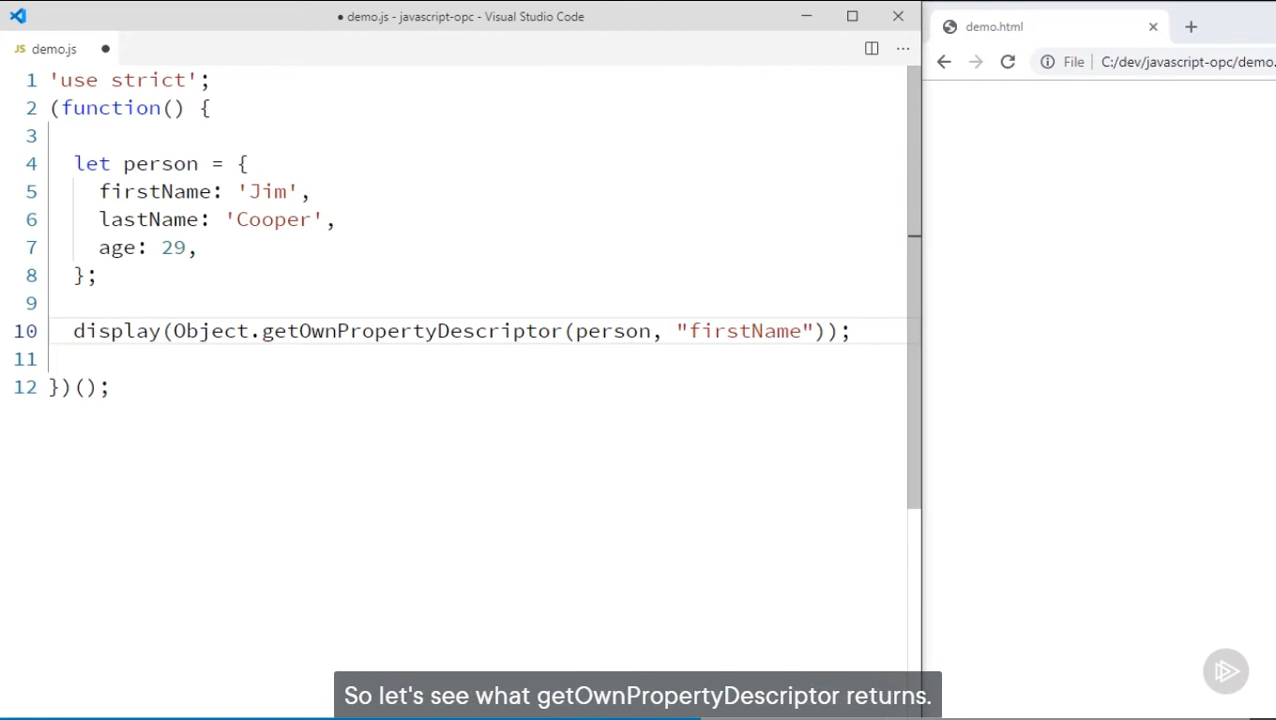 ● demo.js - javascript-opc - Visual Studio Code
JS demo.js ●
1 'use strict';
2 (function() {
3
4 let person = {
5 firstName: 'Jim',
6 lastName: 'Cooper',
7 age: 29,
8 };
9
10 display(Object.getOwnPropertyDescriptor(person, "firstName"));
11
12 })();
demo.html
File C:/dev/javascript-opc/demo.
So let's see what getOwnPropertyDescriptor returns.